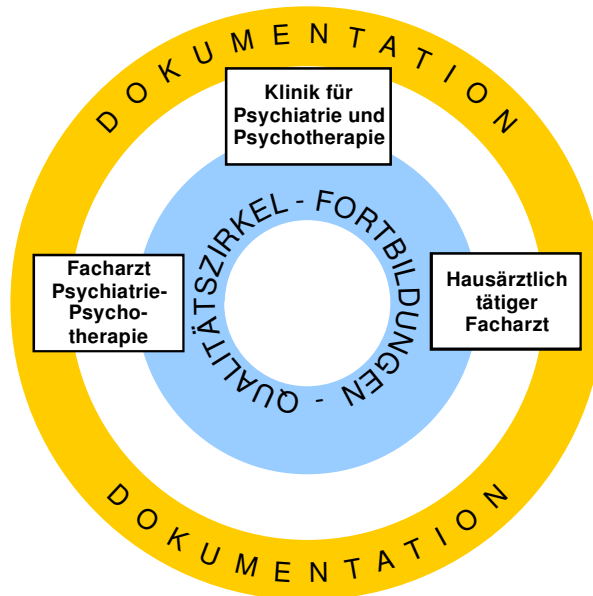 DOKUMENTATION
Klinik für
Psychiatrie und
Psychotherapie
QUALITÄTSZIRKEL - FORTBILDUNGEN -
Facharzt
Psychiatrie-
Psycho-
therapie
Hausärztlich
tätiger
Facharzt
DOKUMENTATION